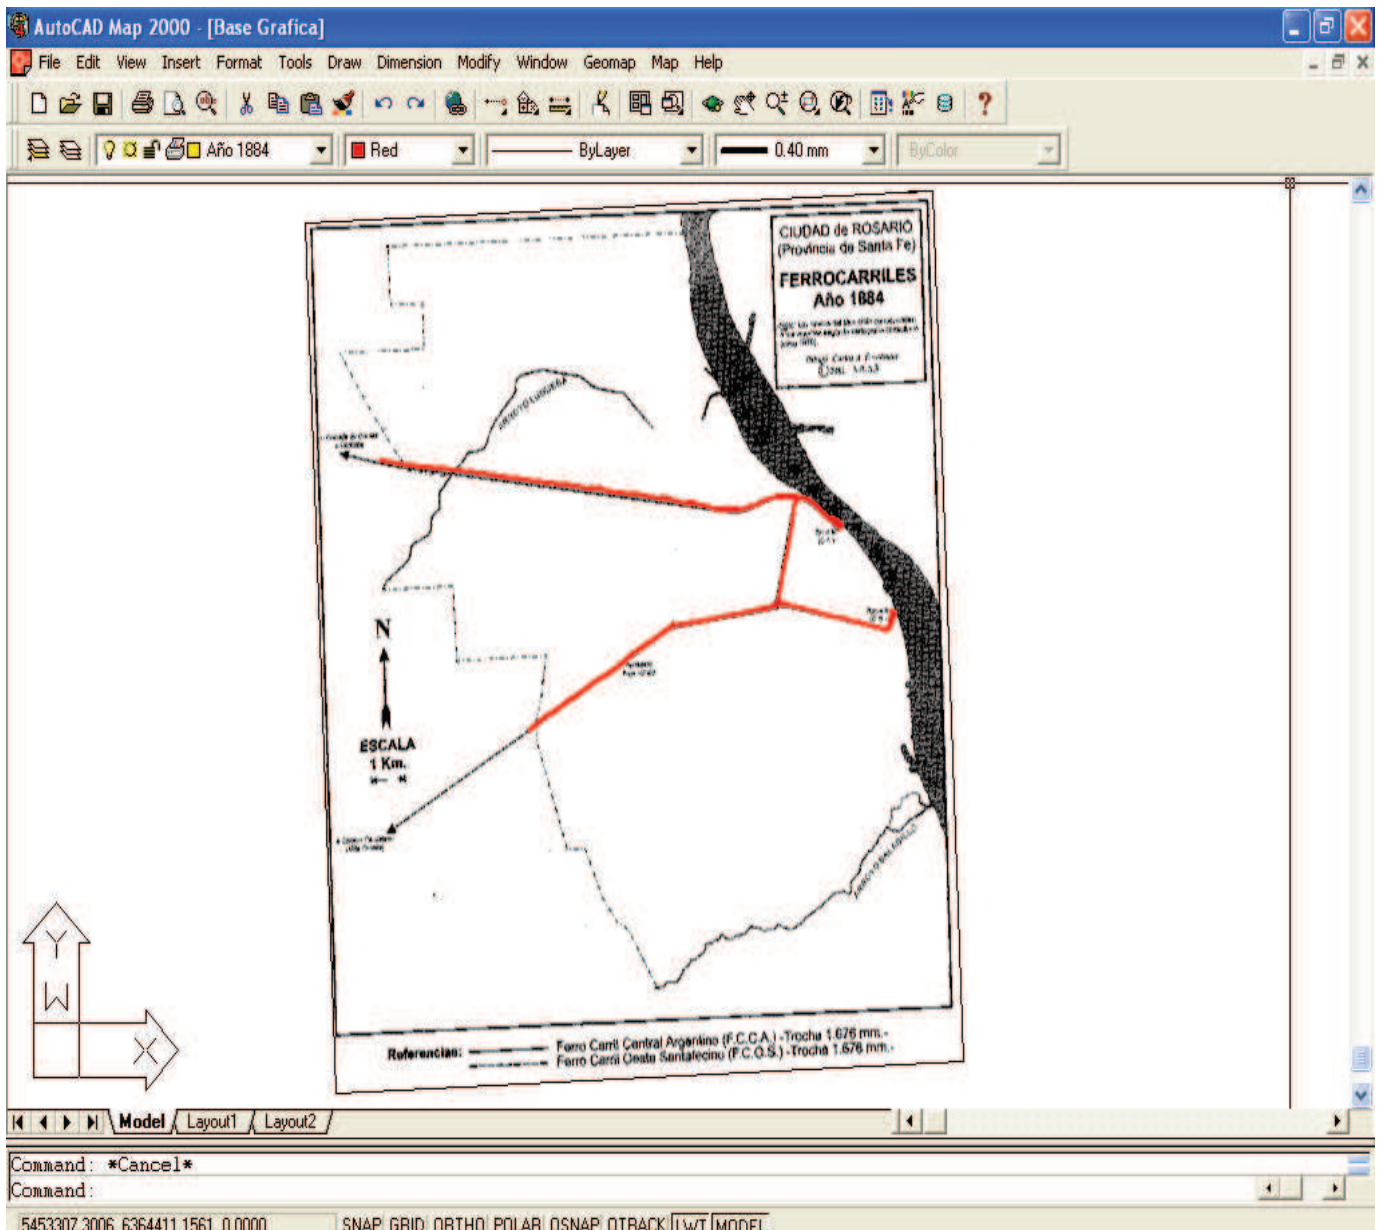 AutoCAD Map 2000 - [Base Grafica]
File Edit View Insert Format Tools Draw Dimension Modify Window Geomap Map Help
Año 1884 Red ByLayer 0.40 mm ByColor
CIUDAD de ROSARIO
(Provincia de Santa Fe)
FERROCARRILES
Año 1884
ARROYO LUDUEÑA
N
ESCALA
1 Km.
ARROYO SALADILLO
Referencias: Ferro Carril Central Argentino (F.C.C.A.) -Trocha 1.676 mm.-
Ferro Carril Oeste Santafecino (F.C.O.S.) -Trocha 1.676 mm.-
Y
W
X
Model Layout1 Layout2
Command: *Cancel*
Command:
5453307.3006, 6364411.1561, 0.0000 SNAP GRID ORTHO POLAR OSNAP OTRACK LWT MODEL